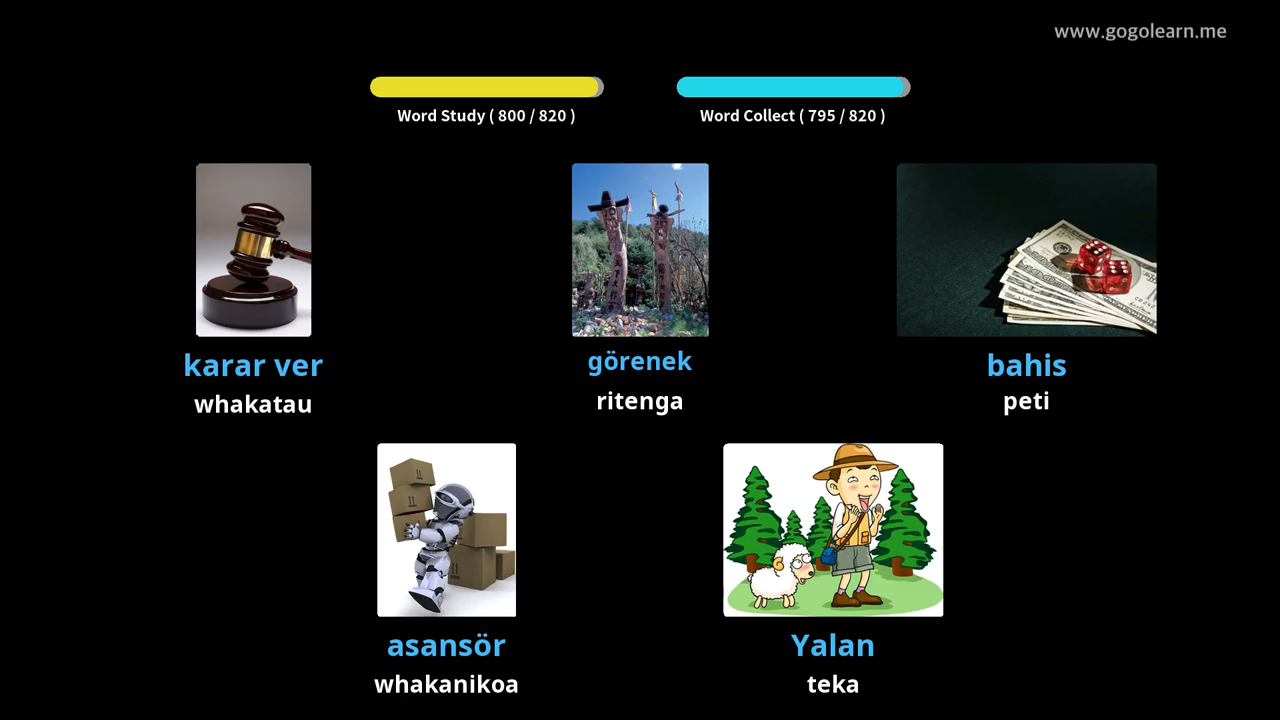 www.gogolearn.me
Word Study ( 800 / 820 )
Word Collect ( 795 / 820 )
karar ver
whakatau
görenek
ritenga
bahis
peti
asansör
whakanikoa
Yalan
teka